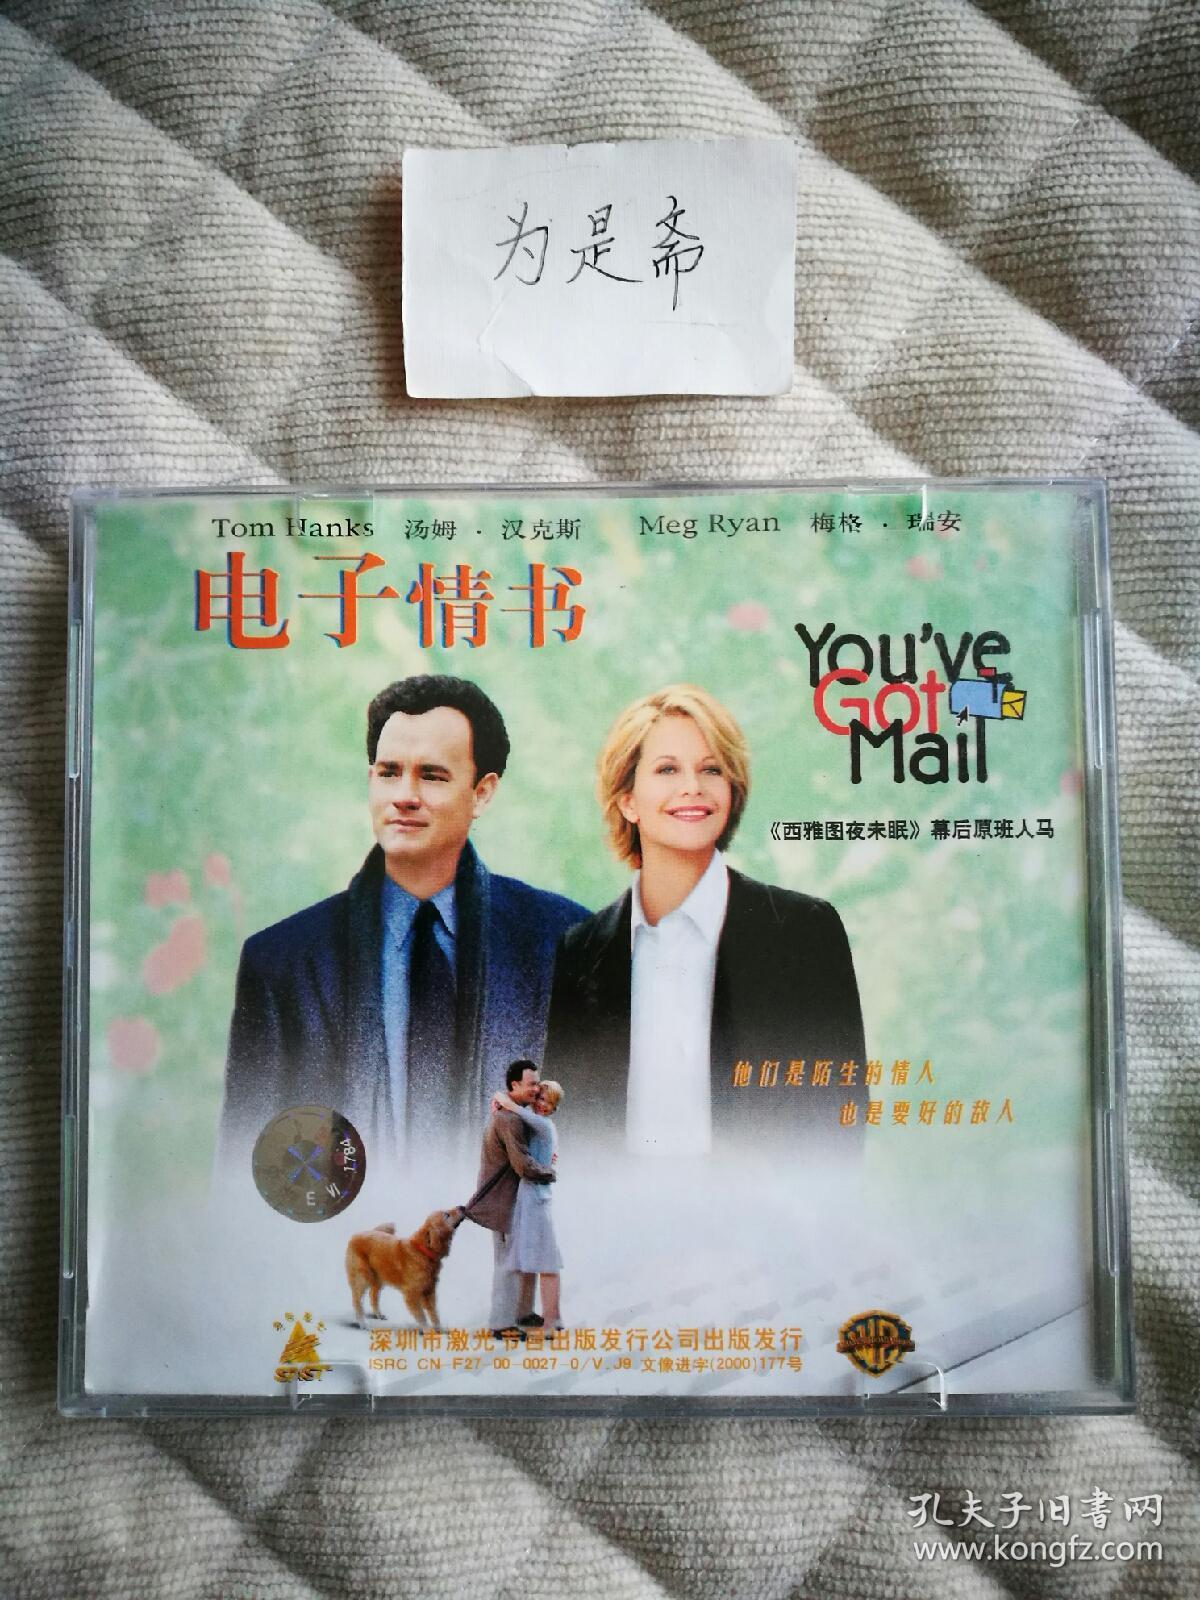 为是斋
Tom Hanks 汤姆·汉克斯 Meg Ryan 梅格·瑞安
电子情书
You've
Got
Mail
《西雅图夜未眠》幕后原班人马
他们是陌生的情人
也是要好的敌人
E VI 178A
深圳市激光节目出版发行公司出版发行
ISRC CN-F27-00-0027-0/V.J9 文像进字(2000)177号
WB
孔夫子旧书网
www.kongfz.com